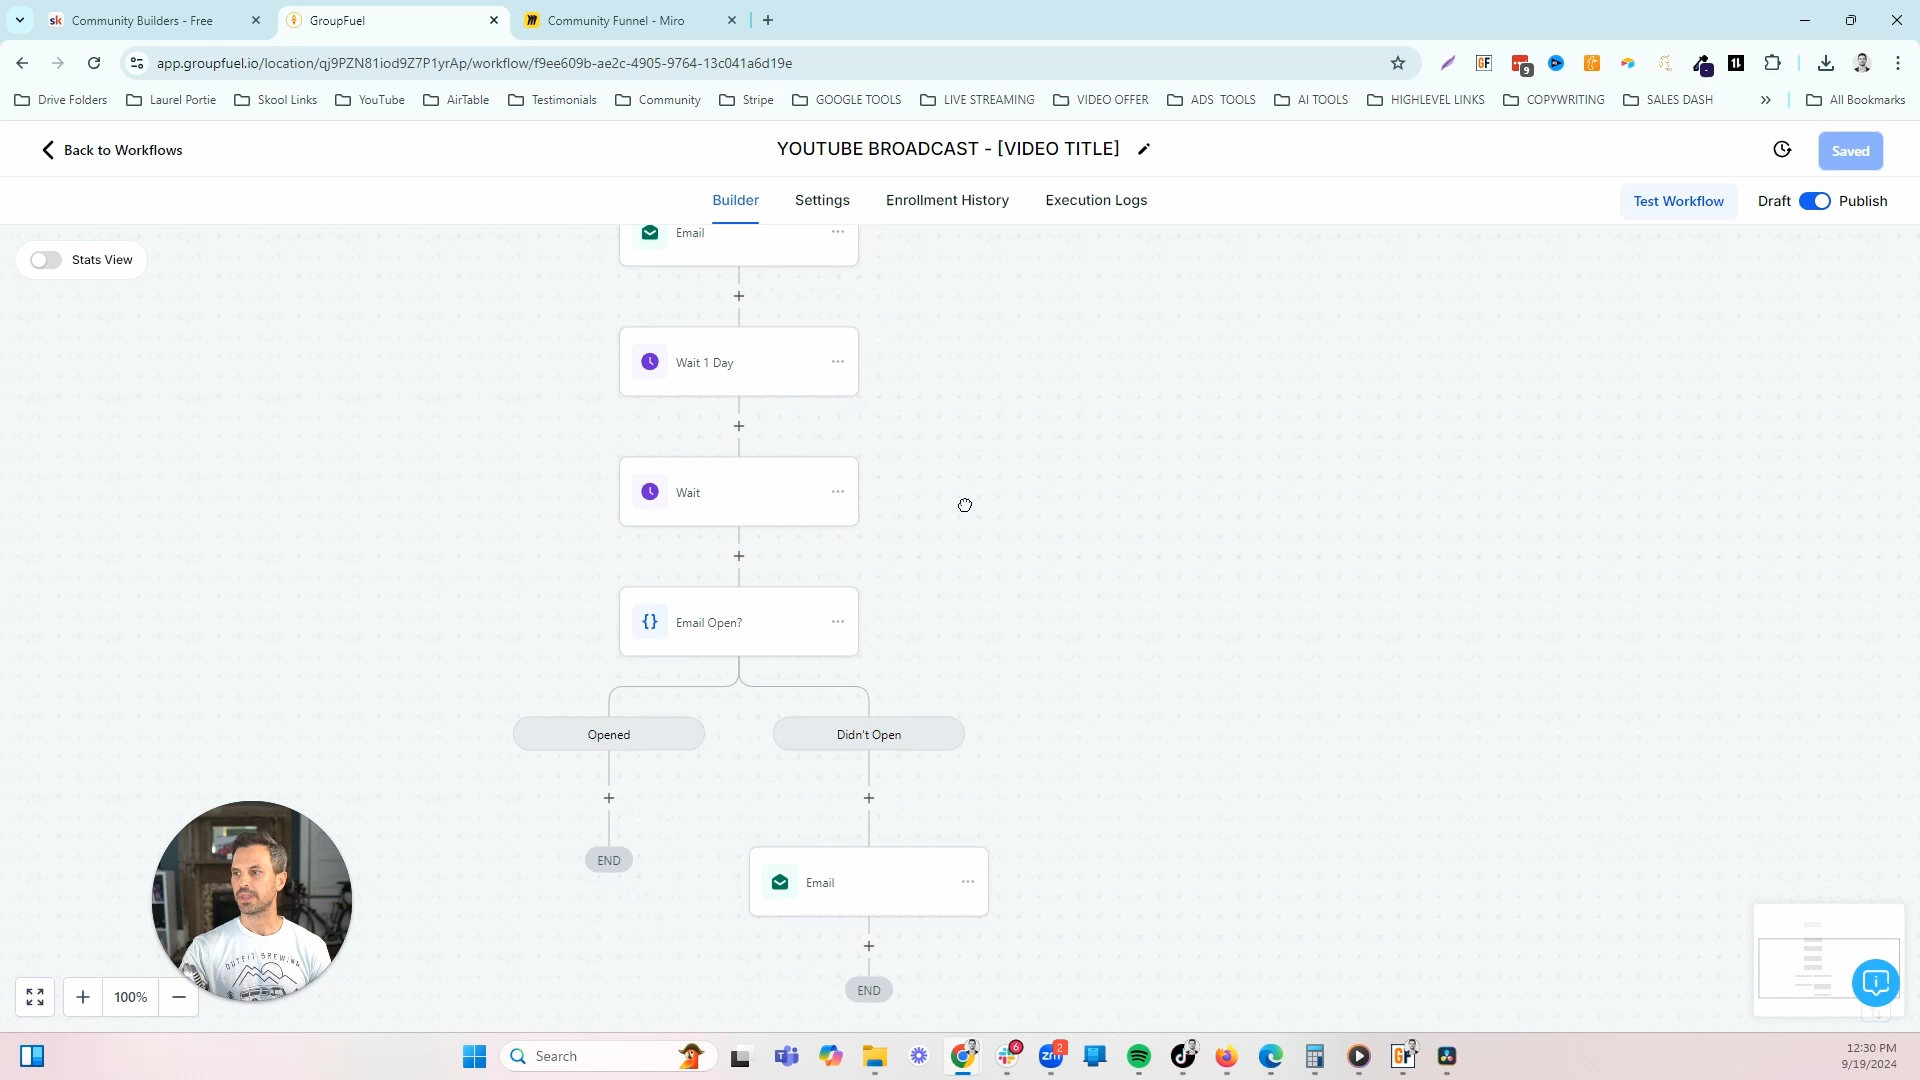 Community Builders - Free
GroupFuel
Community Funnel - Miro
app.groupfuel.io/location/qj9PZN81iod9Z7P1yrAp/workflow/f9ee609b-ae2c-4905-9764-13c041a6d19e
Drive Folders
Laurel Portie
Skool Links
YouTube
AirTable
Testimonials
Community
Stripe
GOOGLE TOOLS
LIVE STREAMING
VIDEO OFFER
ADS TOOLS
AI TOOLS
HIGHLEVEL LINKS
COPYWRITING
SALES DASH
All Bookmarks
Back to Workflows
YOUTUBE BROADCAST - [VIDEO TITLE]
Saved
Builder
Settings
Enrollment History
Execution Logs
Test Workflow
Draft
Publish
Stats View
Email
Wait 1 Day
Wait
Email Open?
Opened
Didn't Open
END
Email
END
OUTFIT BREWING
100%
Search
12:30 PM
9/19/2024